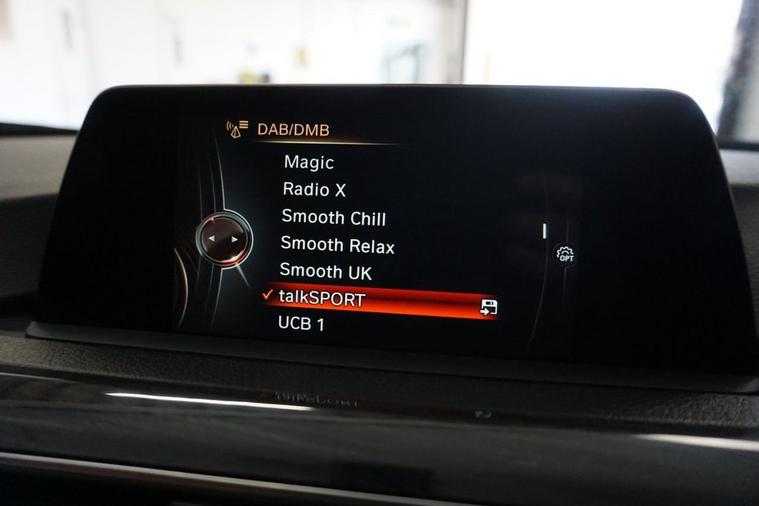 DAB/DMB
Magic
Radio X
Smooth Chill
Smooth Relax
Smooth UK
OPT
talkSPORT
UCB 1